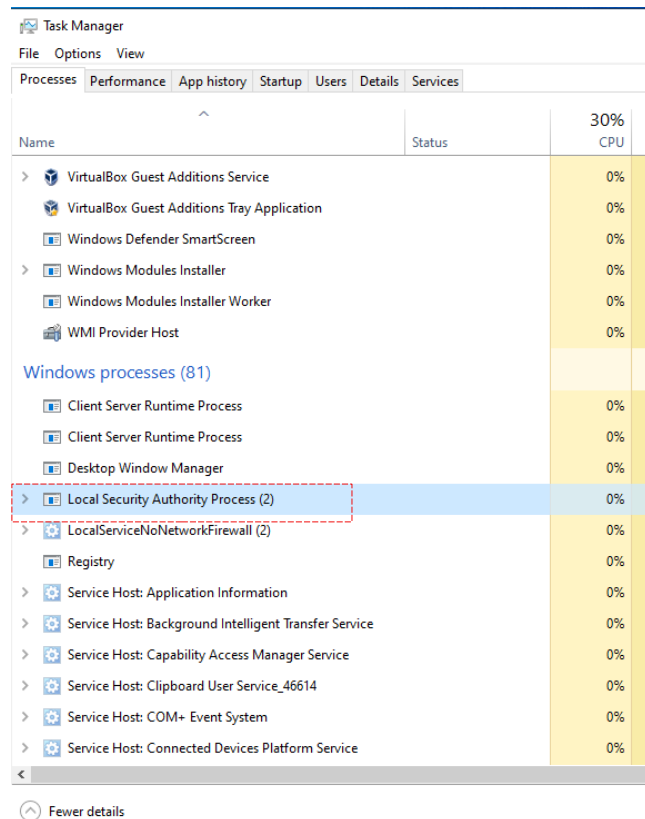 Task Manager
File Options View
Processes Performance App history Startup Users Details Services
30%
Name Status CPU
VirtualBox Guest Additions Service 0%
VirtualBox Guest Additions Tray Application 0%
Windows Defender SmartScreen 0%
Windows Modules Installer 0%
Windows Modules Installer Worker 0%
WMI Provider Host 0%
Windows processes (81)
Client Server Runtime Process 0%
Client Server Runtime Process 0%
Desktop Window Manager 0%
Local Security Authority Process (2) 0%
LocalServiceNoNetworkFirewall (2) 0%
Registry 0%
Service Host: Application Information 0%
Service Host: Background Intelligent Transfer Service 0%
Service Host: Capability Access Manager Service 0%
Service Host: Clipboard User Service_46614 0%
Service Host: COM+ Event System 0%
Service Host: Connected Devices Platform Service 0%
Fewer details